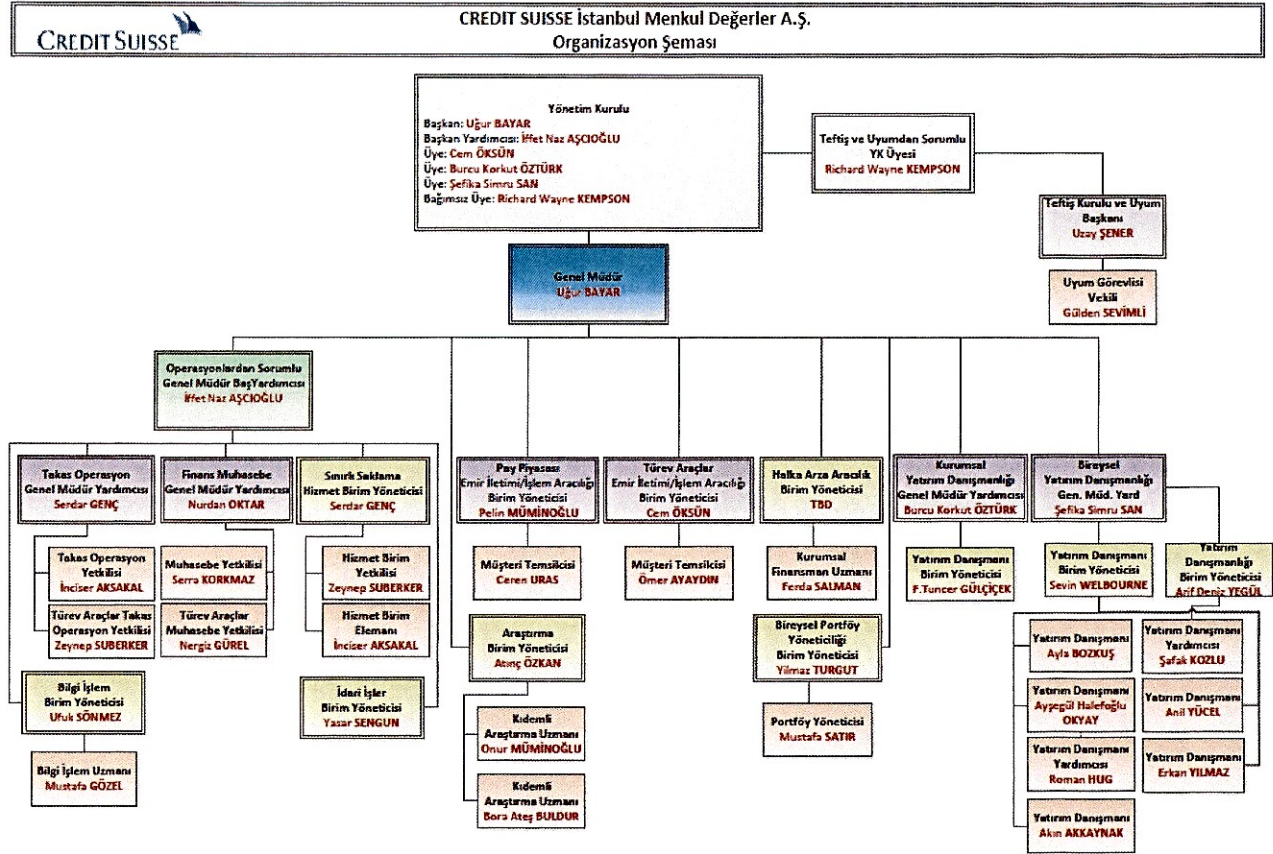 CREDIT SUISSE
CREDIT SUISSE İstanbul Menkul Değerler A.Ş.
Organizasyon Şeması
Yönetim Kurulu
Başkan: Uğur BAYAR
Başkan Yardımcısı: İffet Naz AŞCIOĞLU
Üye: Cem ÖKSÜN
Üye: Burcu Korkut ÖZTÜRK
Üye: Şefika Simru SAN
Bağımsız Üye: Richard Wayne KEMPSON
Teftiş ve Uyumdan Sorumlu
YK Üyesi
Richard Wayne KEMPSON
Teftiş Kurulu ve Uyum
Başkanı
Uzay ŞENER
Uyum Görevlisi
Vekili
Gülden SEVİMLİ
Genel Müdür
Uğur BAYAR
Operasyonlardan Sorumlu
Genel Müdür BaşYardımcısı
İffet Naz AŞCIOĞLU
Takas Operasyon
Genel Müdür Yardımcısı
Serdar GENÇ
Finans Muhasebe
Genel Müdür Yardımcısı
Nurdan OKTAR
Sınırlı Saklama
Hizmet Birim Yöneticisi
Serdar GENÇ
Pay Piyasası
Emir İletimi/İşlem Aracılığı
Birim Yöneticisi
Pelin MÜMİNOĞLU
Türev Araçlar
Emir İletimi/İşlem Aracılığı
Birim Yöneticisi
Cem ÖKSÜN
Halka Arza Aracılık
Birim Yöneticisi
TBD
Kurumsal
Yatırım Danışmanlığı
Genel Müdür Yardımcısı
Burcu Korkut ÖZTÜRK
Bireysel
Yatırım Danışmanlığı
Gen. Müd. Yard
Şefika Simru SAN
Takas Operasyon
Yetkilisi
İnciser AKSAKAL
Muhasebe Yetkilisi
Serra KORKMAZ
Hizmet Birim
Yetkilisi
Zeynep SUBERKER
Müşteri Temsilcisi
Ceren URAS
Müşteri Temsilcisi
Ömer AYAYDIN
Kurumsal
Finansman Uzmanı
Ferda SALMAN
Yatırım Danışmanı
Birim Yöneticisi
F.Tuncer GÜLÇİÇEK
Yatırım Danışmanı
Birim Yöneticisi
Sevin WELBOURNE
Yatırım
Danışmanlığı
Birim Yöneticisi
Arif Deniz YEGÜL
Türev Araçlar Takas
Operasyon Yetkilisi
Zeynep SUBERKER
Türev Araçlar
Muhasebe Yetkilisi
Nergiz GÜREL
Hizmet Birim
Elemanı
İnciser AKSAKAL
Araştırma
Birim Yöneticisi
Atınç ÖZKAN
Bireysel Portföy
Yöneticiliği
Birim Yöneticisi
Yilmaz TURGUT
Yatırım Danışmanı
Ayla BOZKUŞ
Yatırım Danışmanı
Yardımcısı
Şafak KOZLU
Bilgi İşlem
Birim Yöneticisi
Ufuk SÖNMEZ
İdari İşler
Birim Yöneticisi
Yasar SENGUN
Kıdemli
Araştırma Uzmanı
Onur MÜMİNOĞLU
Portföy Yöneticisi
Mustafa SATIR
Yatırım Danışmanı
Ayşegül Halefoğlu
OKYAY
Yatırım Danışmanı
Anil YÜCEL
Bilgi İşlem Uzmanı
Mustafa GÖZEL
Kıdemli
Araştırma Uzmanı
Bora Ateş BULDUR
Yatırım Danışmanı
Yardımcısı
Roman HUG
Yatırım Danışmanı
Erkan YILMAZ
Yatırım Danışmanı
Akın AKKAYNAK